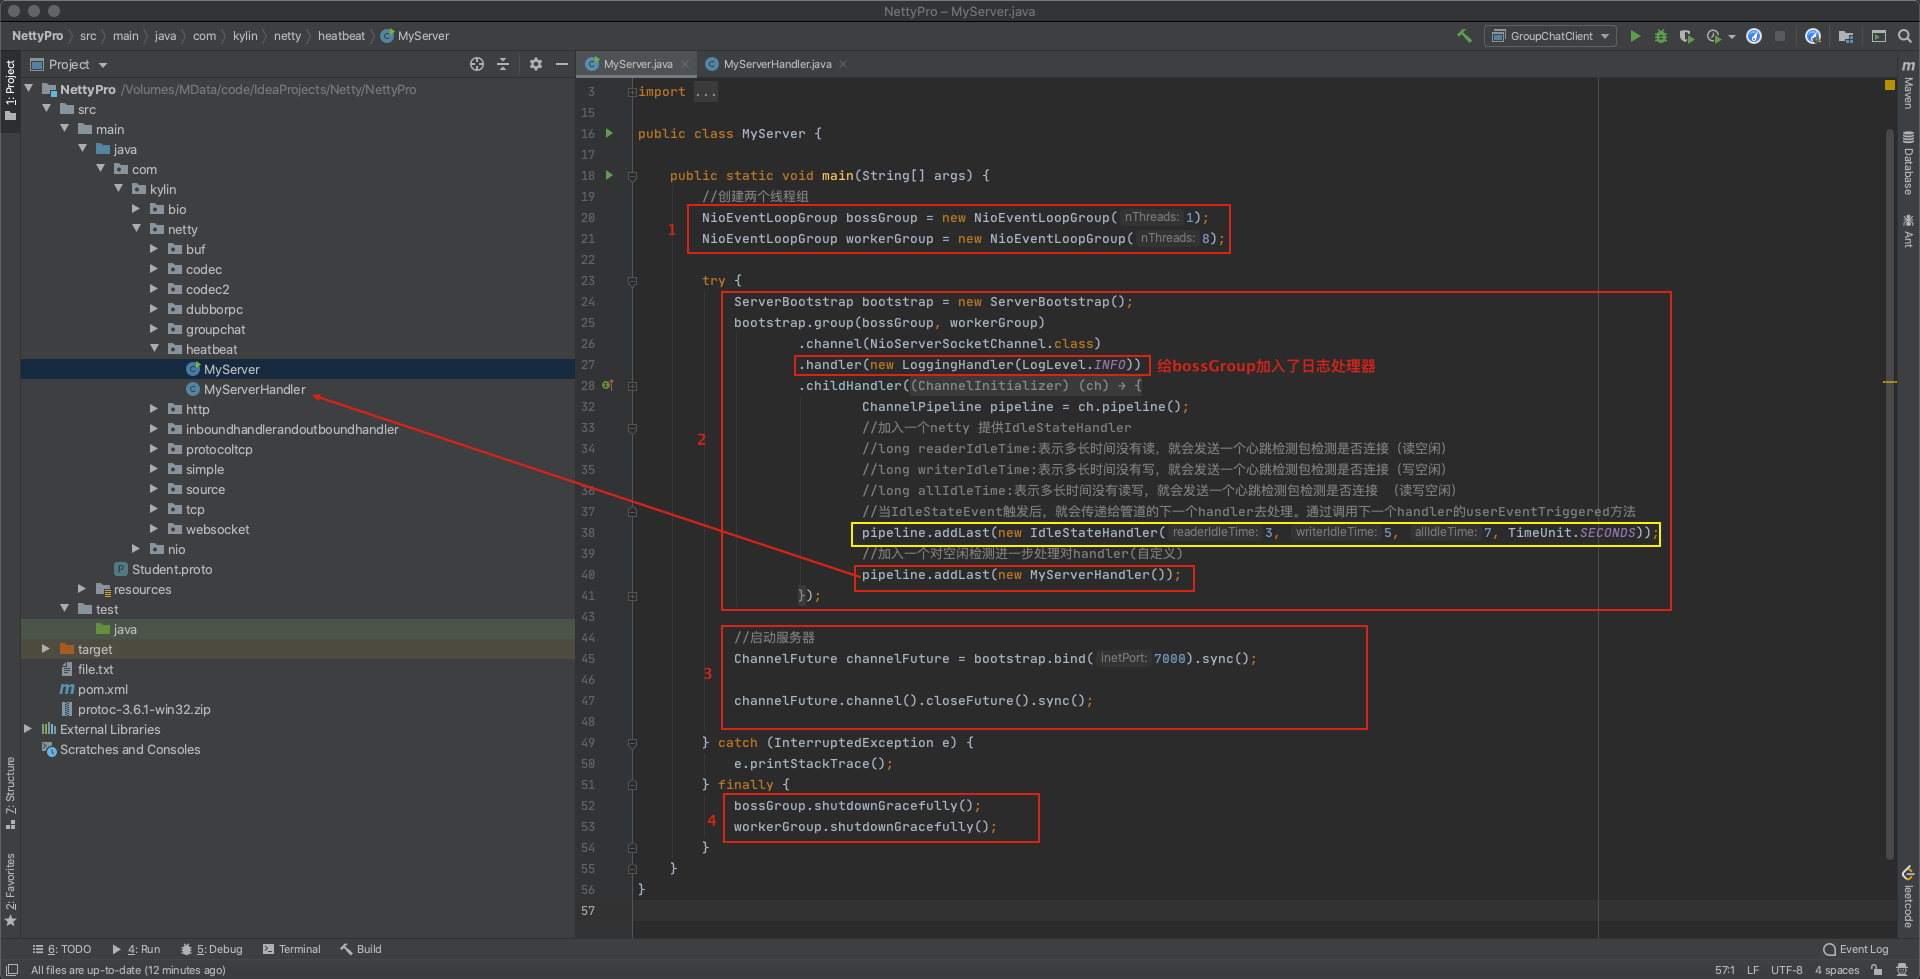 NettyPro – MyServer.java
NettyPro src main java com kylin netty heatbeat MyServer
GroupChatClient
Project
MyServer.java
MyServerHandler.java
1: Project
NettyPro /Volumes/MData/code/IdeaProjects/Netty/NettyPro
src
main
java
com
kylin
bio
netty
buf
codec
codec2
dubborpc
groupchat
heatbeat
MyServer
MyServerHandler
http
inboundhandlerandoutboundhandler
protocoltcp
simple
source
tcp
websocket
nio
Student.proto
resources
test
java
target
file.txt
pom.xml
protoc-3.6.1-win32.zip
External Libraries
Scratches and Consoles
Z: Structure
2: Favorites
3 import ...
15
16 public class MyServer {
17
18 public static void main(String[] args) {
19 //创建两个线程组
20 NioEventLoopGroup bossGroup = new NioEventLoopGroup( nThreads: 1);
1
21 NioEventLoopGroup workerGroup = new NioEventLoopGroup( nThreads: 8);
22
23 try {
24 ServerBootstrap bootstrap = new ServerBootstrap();
25 bootstrap.group(bossGroup, workerGroup)
26 .channel(NioServerSocketChannel.class)
27 .handler(new LoggingHandler(LogLevel.INFO)) 给bossGroup加入了日志处理器
28 .childHandler((ChannelInitializer) (ch) → {
32 ChannelPipeline pipeline = ch.pipeline();
33 //加入一个netty 提供IdleStateHandler
2
34 //long readerIdleTime:表示多长时间没有读，就会发送一个心跳检测包检测是否连接（读空闲）
35 //long writerIdleTime:表示多长时间没有写，就会发送一个心跳检测包检测是否连接（写空闲）
36 //long allIdleTime:表示多长时间没有读写，就会发送一个心跳检测包检测是否连接 （读写空闲）
37 //当IdleStateEvent触发后，就会传递给管道的下一个handler去处理。通过调用下一个handler的userEventTriggered方法
38 pipeline.addLast(new IdleStateHandler( readerIdleTime: 3, writerIdleTime: 5, allIdleTime: 7, TimeUnit.SECONDS));
39 //加入一个对空闲检测进一步处理对handler(自定义)
40 pipeline.addLast(new MyServerHandler());
41 });
43
44 //启动服务器
45 ChannelFuture channelFuture = bootstrap.bind( inetPort: 7000).sync();
3
46
47 channelFuture.channel().closeFuture().sync();
48
49 } catch (InterruptedException e) {
50 e.printStackTrace();
51 } finally {
52 bossGroup.shutdownGracefully();
4
53 workerGroup.shutdownGracefully();
54 }
55 }
56 }
57
m Maven
Database
Ant
leetcode
6: TODO 4: Run 5: Debug Terminal Build Event Log
All files are up-to-date (12 minutes ago) 57:1 LF UTF-8 4 spaces